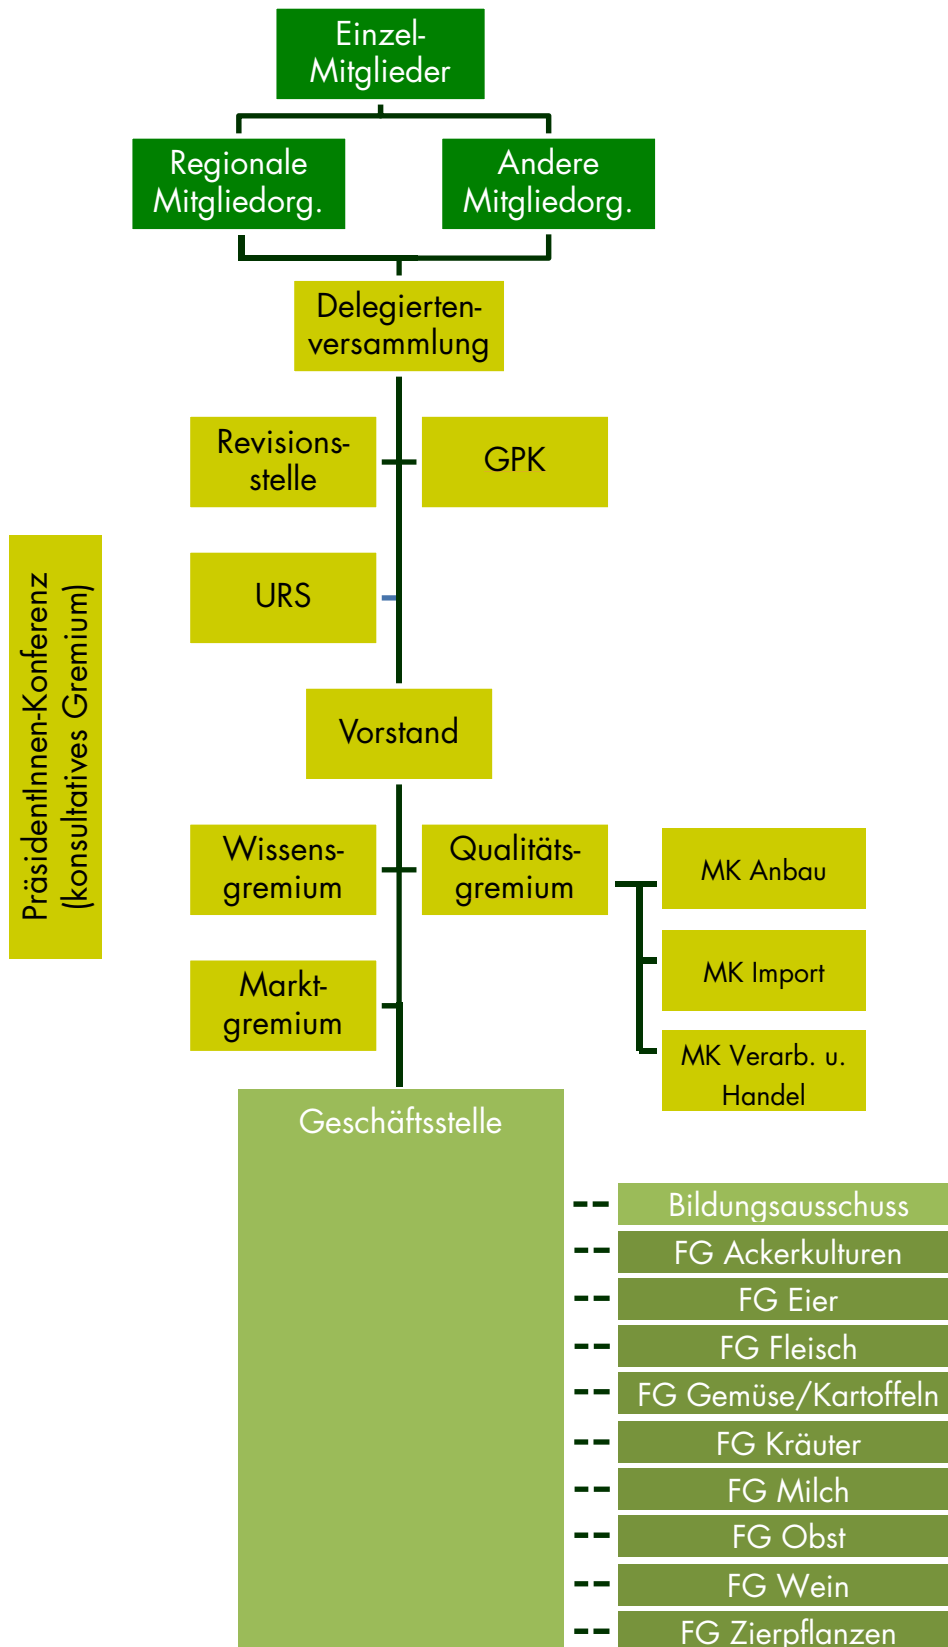 Einzel-
Mitglieder
Regionale
Mitgliedorg.
Andere
Mitgliedorg.
Delegierten-
versammlung
Revisions-
stelle
GPK
URS
PräsidentInnen-Konferenz
(konsultatives Gremium)
Vorstand
Wissens-
gremium
Qualitäts-
gremium
MK Anbau
MK Import
MK Verarb. u.
Handel
Markt-
gremium
Geschäftsstelle
Bildungsausschuss
FG Ackerkulturen
FG Eier
FG Fleisch
FG Gemüse/Kartoffeln
FG Kräuter
FG Milch
FG Obst
FG Wein
FG Zierpflanzen